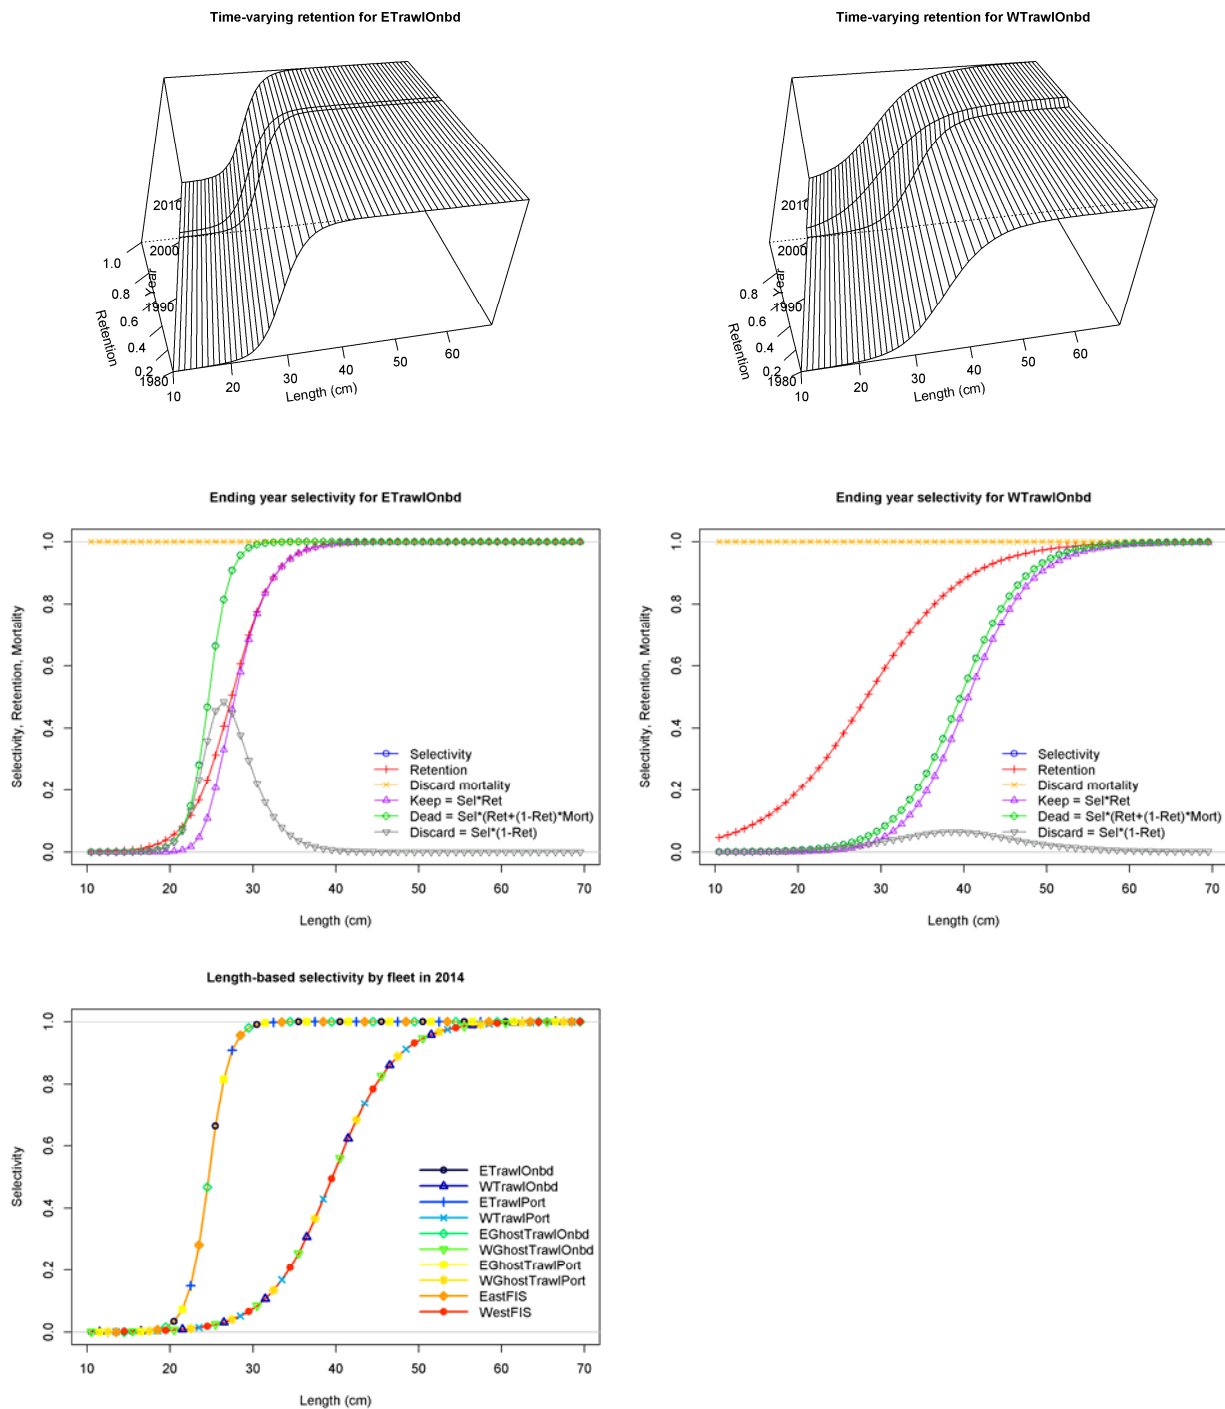 Time-varying retention for ETrawlOnbd
Time-varying retention for WTrawlOnbd
2010
2000
1990
1980
Year
1.0
0.8
0.6
0.4
0.2
Retention
10
20
30
40
50
60
Length (cm)
2010
2000
1990
1980
0.8
0.6
0.4
0.2
Retention
10
20
30
40
50
60
Length (cm)
Year
Ending year selectivity for ETrawlOnbd
Selectivity, Retention, Mortality
1.0
0.8
0.6
0.4
0.2
0.0
Selectivity
Retention
Discard mortality
Keep = Sel*Ret
Dead = Sel*(Ret+(1-Ret)*Mort)
Discard = Sel*(1-Ret)
10 20 30 40 50 60 70
Length (cm)
Ending year selectivity for WTrawlOnbd
Selectivity, Retention, Mortality
1.0
0.8
0.6
0.4
0.2
0.0
Selectivity
Retention
Discard mortality
Keep = Sel*Ret
Dead = Sel*(Ret+(1-Ret)*Mort)
Discard = Sel*(1-Ret)
10 20 30 40 50 60 70
Length (cm)
Length-based selectivity by fleet in 2014
Selectivity
1.0
0.8
0.6
0.4
0.2
0.0
ETrawlOnbd
WTrawlOnbd
ETrawlPort
WTrawlPort
EGhostTrawlOnbd
WGhostTrawlOnbd
EGhostTrawlPort
WGhostTrawlPort
EastFIS
WestFIS
10 20 30 40 50 60 70
Length (cm)